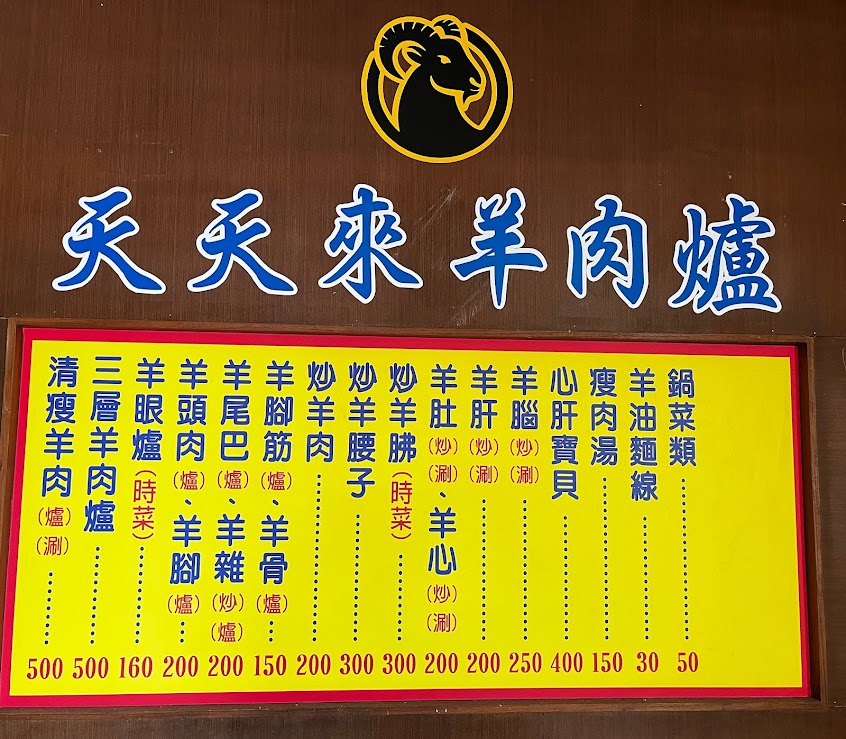 天天來羊肉爐
清瘦羊肉(爐)(涮)……500
三層羊肉爐……500
羊眼爐(時菜)……160
羊頭肉(爐)、羊腳(爐)…200
羊尾巴(爐)、羊雜(炒)(爐)200
羊腳筋(爐)、羊骨(爐)…150
炒羊肉……200
炒羊腰子……300
炒羊胇(時菜)……300
羊肚(炒)(涮)、羊心(炒)(涮)200
羊肝(炒)(涮)……200
羊腦(炒)(涮)……250
心肝寶貝……400
瘦肉湯……150
羊油麵線……30
鍋菜類……50